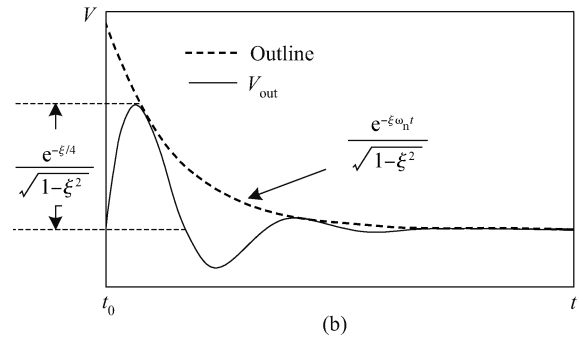 V
Outline
V_out
e^{-ξω_n t} / √(1-ξ²)
e^{-ξ/4} / √(1-ξ²)
t_0
t
(b)